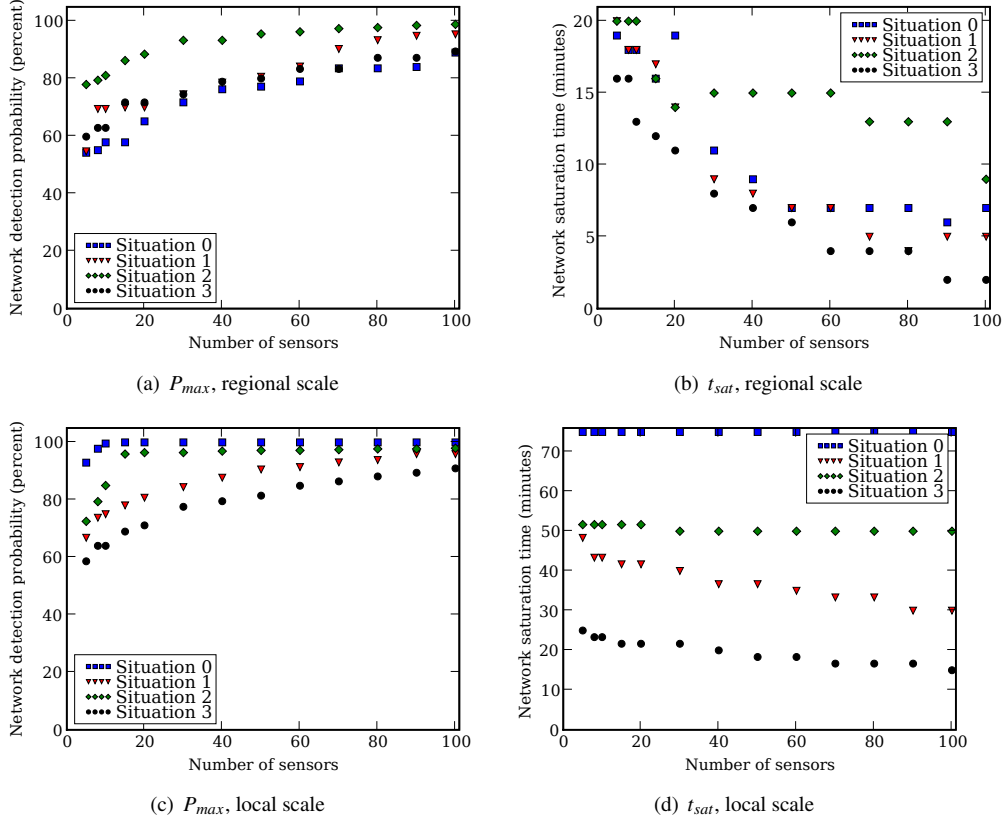 Network detection probability (percent)
100
80
60
40
20
0
Situation 0
Situation 1
Situation 2
Situation 3
0
20
40
60
80
100
Number of sensors
(a) Pmax, regional scale
Network saturation time (minutes)
20
15
10
5
0
Situation 0
Situation 1
Situation 2
Situation 3
0
20
40
60
80
100
Number of sensors
(b) tsat, regional scale
Network detection probability (percent)
100
80
60
40
20
0
Situation 0
Situation 1
Situation 2
Situation 3
0
20
40
60
80
100
Number of sensors
(c) Pmax, local scale
Network saturation time (minutes)
70
60
50
40
30
20
10
0
Situation 0
Situation 1
Situation 2
Situation 3
0
20
40
60
80
100
Number of sensors
(d) tsat, local scale